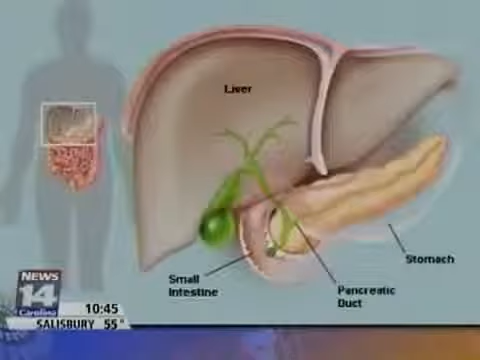 Liver
Stomach
Small
Intestine
Pancreatic
Duct
NEWS
14
Carolina
10:45
SALISBURY 55°